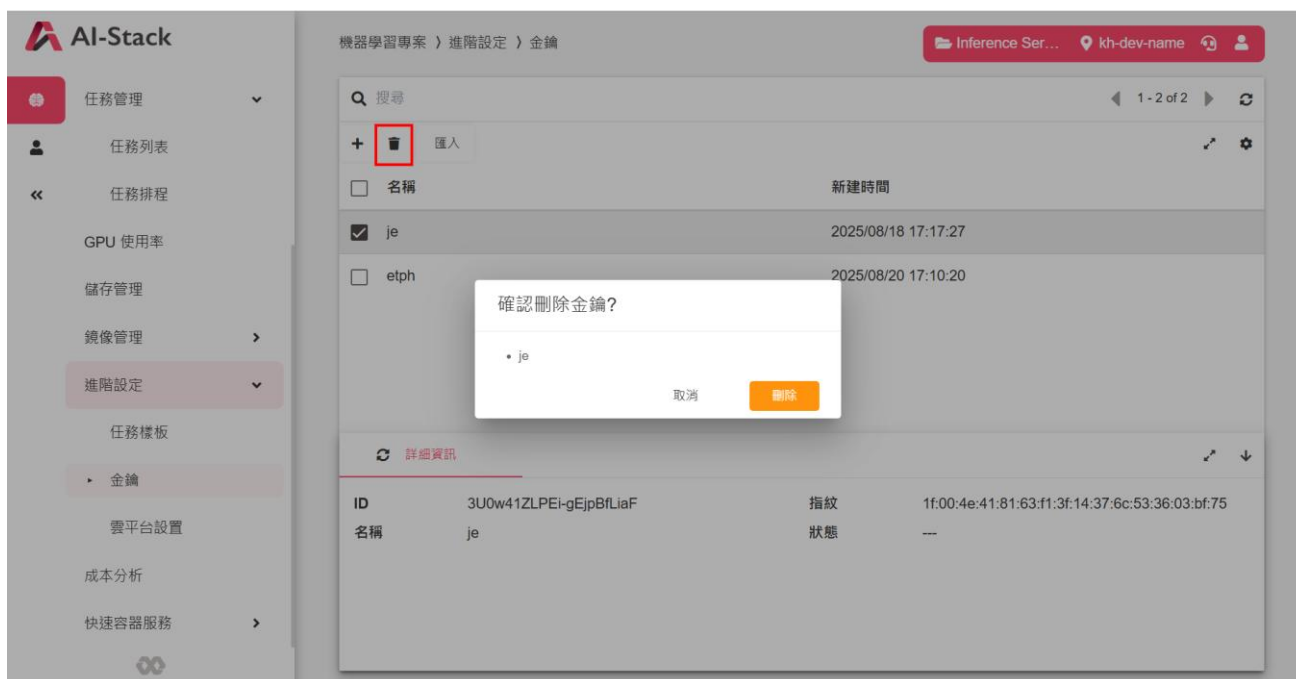 AI-Stack
機器學習專案 〉進階設定 〉金鑰
Inference Ser...
kh-dev-name
任務管理
任務列表
任務排程
GPU 使用率
儲存管理
鏡像管理
進階設定
任務樣板
金鑰
雲平台設置
成本分析
快速容器服務
搜尋
1 - 2 of 2
匯入
名稱 新建時間
je 2025/08/18 17:17:27
etph 2025/08/20 17:10:20
確認刪除金鑰?
• je
取消 刪除
詳細資訊
ID 3U0w41ZLPEi-gEjpBfLiaF 指紋 1f:00:4e:41:81:63:f1:3f:14:37:6c:53:36:03:bf:75
名稱 je 狀態 ---